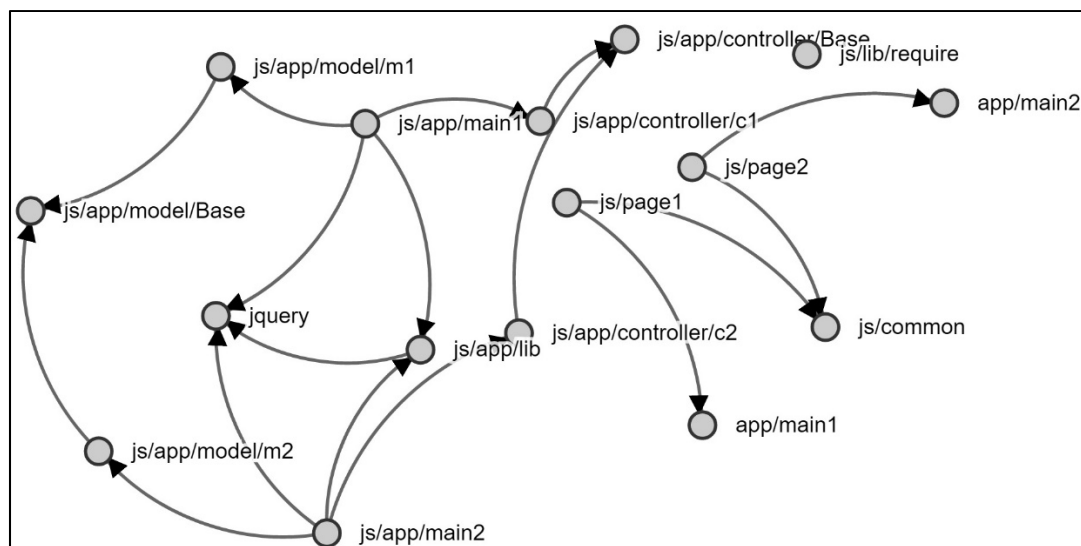 js/app/controller/Base
js/lib/require
js/app/model/m1
app/main2
js/app/main1
js/app/controller/c1
js/page2
js/page1
js/app/model/Base
jquery
js/common
js/app/controller/c2
js/app/lib
app/main1
js/app/model/m2
js/app/main2